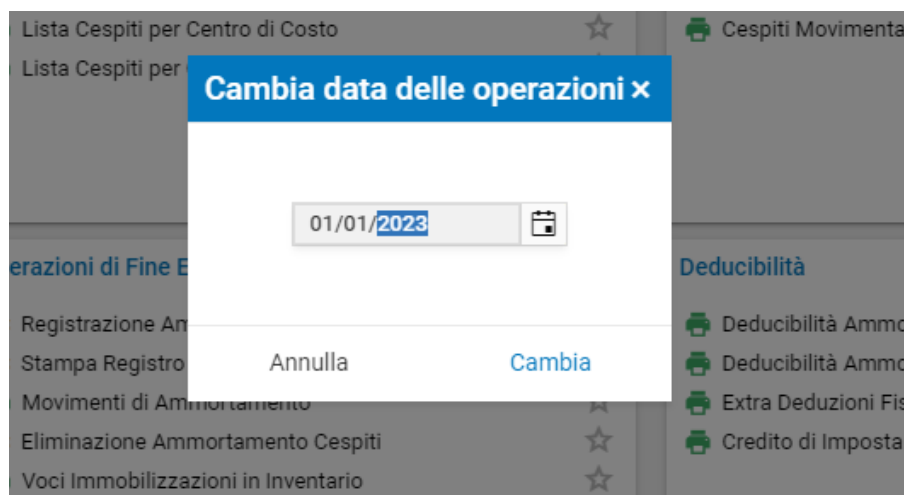 Lista Cespiti per Centro di Costo
Cespiti Movimenta
Lista Cespiti per
Cambia data delle operazioni ×
01/01/2023
erazioni di Fine E
Deducibilità
Registrazione Am
Deducibilità Ammo
Stampa Registro
Annulla
Cambia
Deducibilità Ammo
Movimenti di Ammortamento
Extra Deduzioni Fis
Eliminazione Ammortamento Cespiti
Credito di Imposta
Voci Immobilizzazioni in Inventario